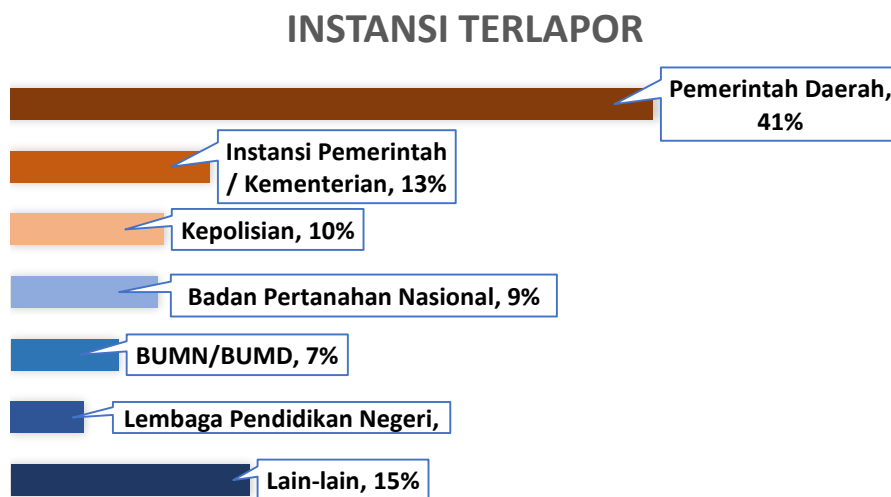 INSTANSI TERLAPOR
Pemerintah Daerah,
41%
Instansi Pemerintah
/ Kementerian, 13%
Kepolisian, 10%
Badan Pertanahan Nasional, 9%
BUMN/BUMD, 7%
Lembaga Pendidikan Negeri,
Lain-lain, 15%